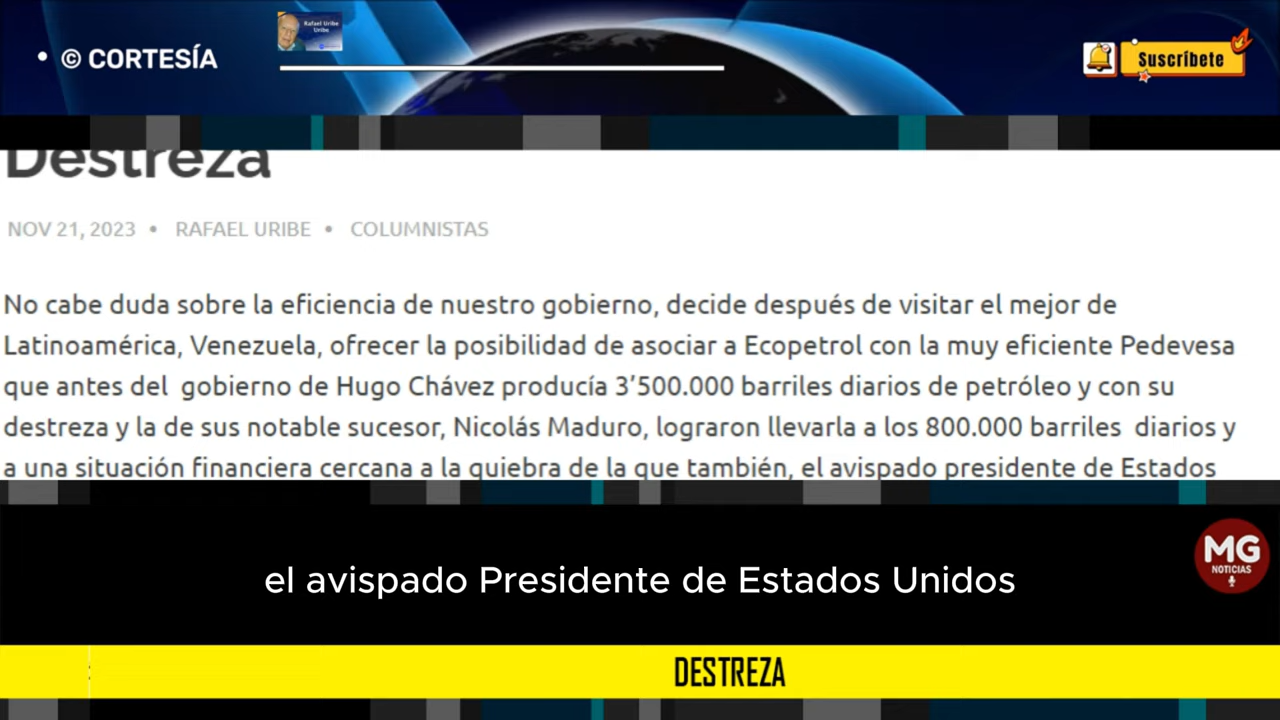 • © CORTESÍA
Rafael Uribe
Uribe
Suscríbete
Destreza
NOV 21, 2023 • RAFAEL URIBE • COLUMNISTAS
No cabe duda sobre la eficiencia de nuestro gobierno, decide después de visitar el mejor de
Latinoamérica, Venezuela, ofrecer la posibilidad de asociar a Ecopetrol con la muy eficiente Pedevesa
que antes del gobierno de Hugo Chávez producía 3’500.000 barriles diarios de petróleo y con su
destreza y la de sus notable sucesor, Nicolás Maduro, lograron llevarla a los 800.000 barriles diarios y
a una situación financiera cercana a la quiebra de la que también, el avispado presidente de Estados
el avispado Presidente de Estados Unidos
MG
NOTICIAS
DESTREZA